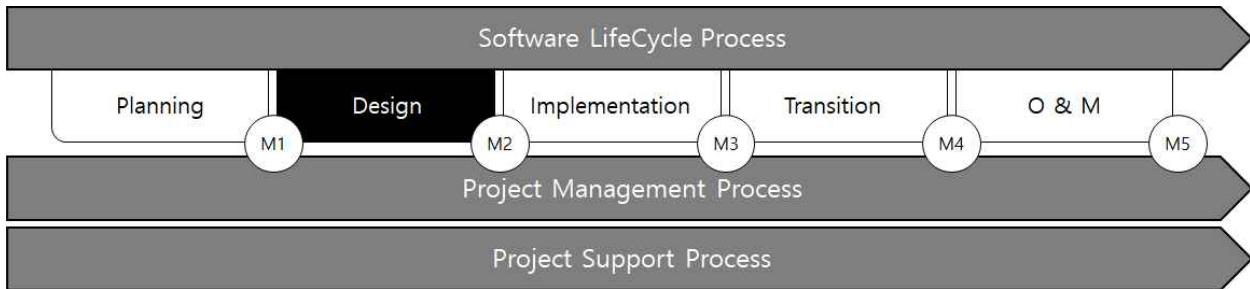 Software LifeCycle Process
Planning
Design
Implementation
Transition
O & M
M1
M2
M3
M4
M5
Project Management Process
Project Support Process